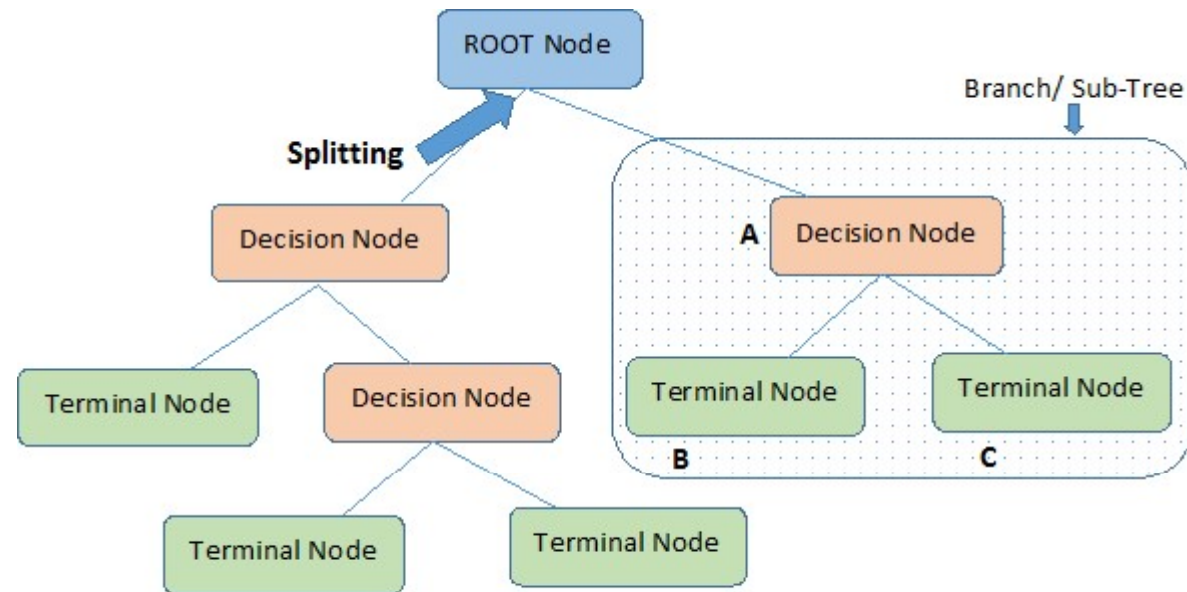 ROOT Node
Branch/ Sub-Tree
Splitting
Decision Node
A
Decision Node
Terminal Node
Decision Node
Terminal Node
Terminal Node
B
C
Terminal Node
Terminal Node